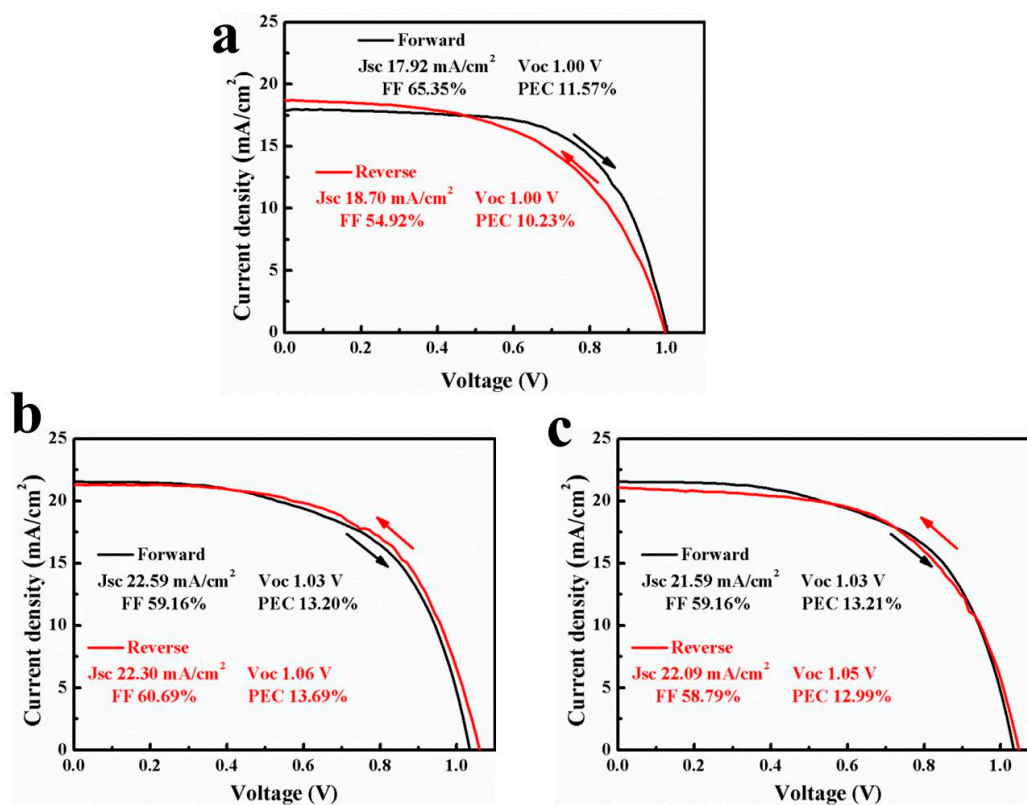 a
25
20
15
10
5
0
Current density (mA/cm²)
Forward
Jsc 17.92 mA/cm² Voc 1.00 V
FF 65.35% PEC 11.57%
Reverse
Jsc 18.70 mA/cm² Voc 1.00 V
FF 54.92% PEC 10.23%
0.0 0.2 0.4 0.6 0.8 1.0
Voltage (V)
b
25
20
15
10
5
0
Current density (mA/cm²)
Forward
Jsc 22.59 mA/cm² Voc 1.03 V
FF 59.16% PEC 13.20%
Reverse
Jsc 22.30 mA/cm² Voc 1.06 V
FF 60.69% PEC 13.69%
0.0 0.2 0.4 0.6 0.8 1.0
Voltage (V)
c
25
20
15
10
5
0
Current density (mA/cm²)
Forward
Jsc 21.59 mA/cm² Voc 1.03 V
FF 59.16% PEC 13.21%
Reverse
Jsc 22.09 mA/cm² Voc 1.05 V
FF 58.79% PEC 12.99%
0.0 0.2 0.4 0.6 0.8 1.0
Voltage (V)